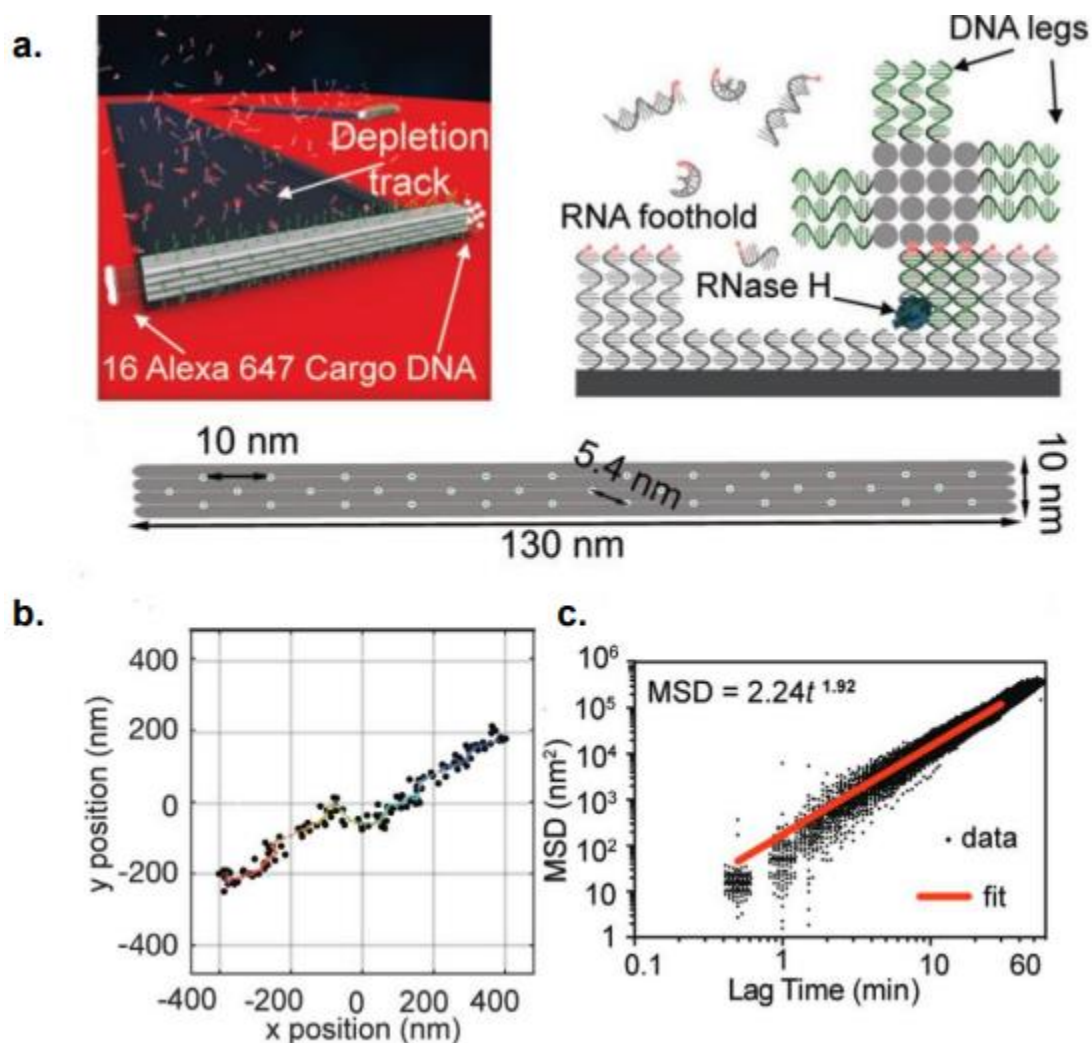 a.
Depletion
track
16 Alexa 647 Cargo DNA
DNA legs
RNA foothold
RNase H
10 nm
5.4 nm
10 nm
130 nm
b.
y position (nm)
400
200
0
-200
-400
-400 -200 0 200 400
x position (nm)
c.
MSD = 2.24t^1.92
MSD (nm²)
10⁶
10⁵
10⁴
10³
10²
10
1
data
fit
0.1 1 10 60
Lag Time (min)